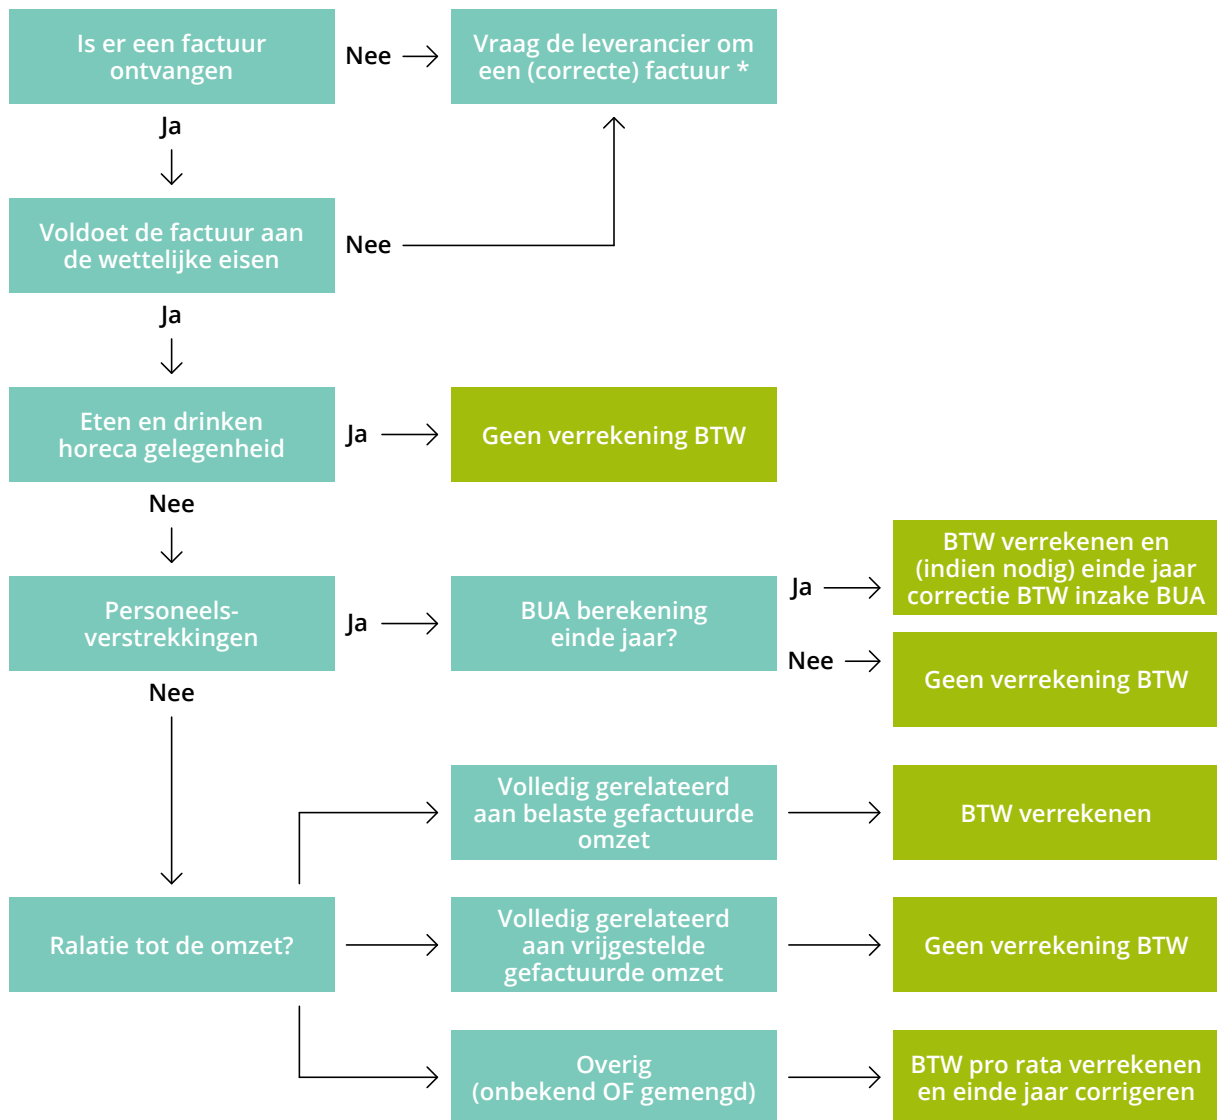 Is er een factuur
ontvangen
Nee
Vraag de leverancier om
een (correcte) factuur *
Ja
Voldoet de factuur aan
de wettelijke eisen
Nee
Ja
Eten en drinken
horeca gelegenheid
Ja
Geen verrekening BTW
Nee
Personeels-
verstrekkingen
Ja
BUA berekening
einde jaar?
Ja
BTW verrekenen en
(indien nodig) einde jaar
correctie BTW inzake BUA
Nee
Geen verrekening BTW
Nee
Ralatie tot de omzet?
Volledig gerelateerd
aan belaste gefactuurde
omzet
BTW verrekenen
Volledig gerelateerd
aan vrijgestelde
gefactuurde omzet
Geen verrekening BTW
Overig
(onbekend OF gemengd)
BTW pro rata verrekenen
en einde jaar corrigeren